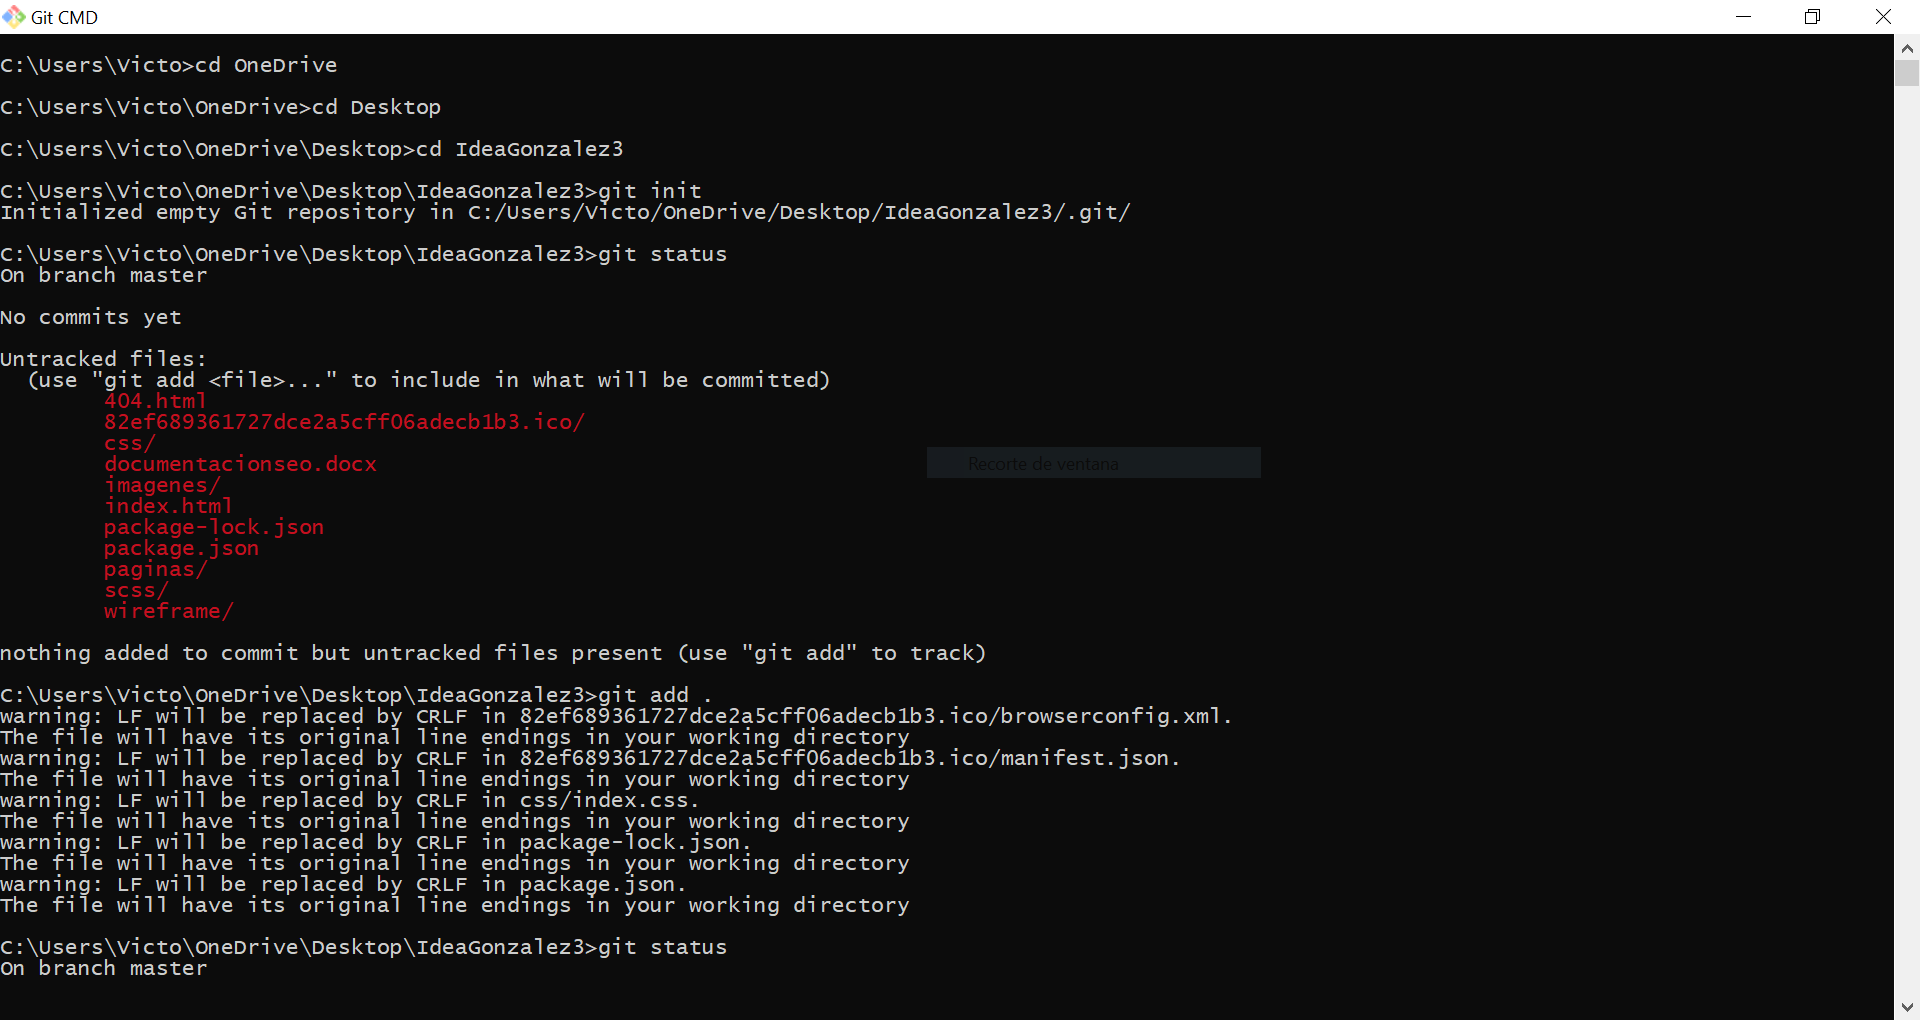 Git CMD
C:\Users\Victo>cd OneDrive
C:\Users\Victo\OneDrive>cd Desktop
C:\Users\Victo\OneDrive\Desktop>cd IdeaGonzalez3
C:\Users\Victo\OneDrive\Desktop\IdeaGonzalez3>git init
Initialized empty Git repository in C:/Users/Victo/OneDrive/Desktop/IdeaGonzalez3/.git/
C:\Users\Victo\OneDrive\Desktop\IdeaGonzalez3>git status
On branch master
No commits yet
Untracked files:
  (use "git add <file>..." to include in what will be committed)
        404.html
        82ef689361727dce2a5cff06adecb1b3.ico/
        css/
        documentacionseo.docx
Recorte de ventana
        imagenes/
        index.html
        package-lock.json
        package.json
        paginas/
        scss/
        wireframe/
nothing added to commit but untracked files present (use "git add" to track)
C:\Users\Victo\OneDrive\Desktop\IdeaGonzalez3>git add .
warning: LF will be replaced by CRLF in 82ef689361727dce2a5cff06adecb1b3.ico/browserconfig.xml.
The file will have its original line endings in your working directory
warning: LF will be replaced by CRLF in 82ef689361727dce2a5cff06adecb1b3.ico/manifest.json.
The file will have its original line endings in your working directory
warning: LF will be replaced by CRLF in css/index.css.
The file will have its original line endings in your working directory
warning: LF will be replaced by CRLF in package-lock.json.
The file will have its original line endings in your working directory
warning: LF will be replaced by CRLF in package.json.
The file will have its original line endings in your working directory
C:\Users\Victo\OneDrive\Desktop\IdeaGonzalez3>git status
On branch master